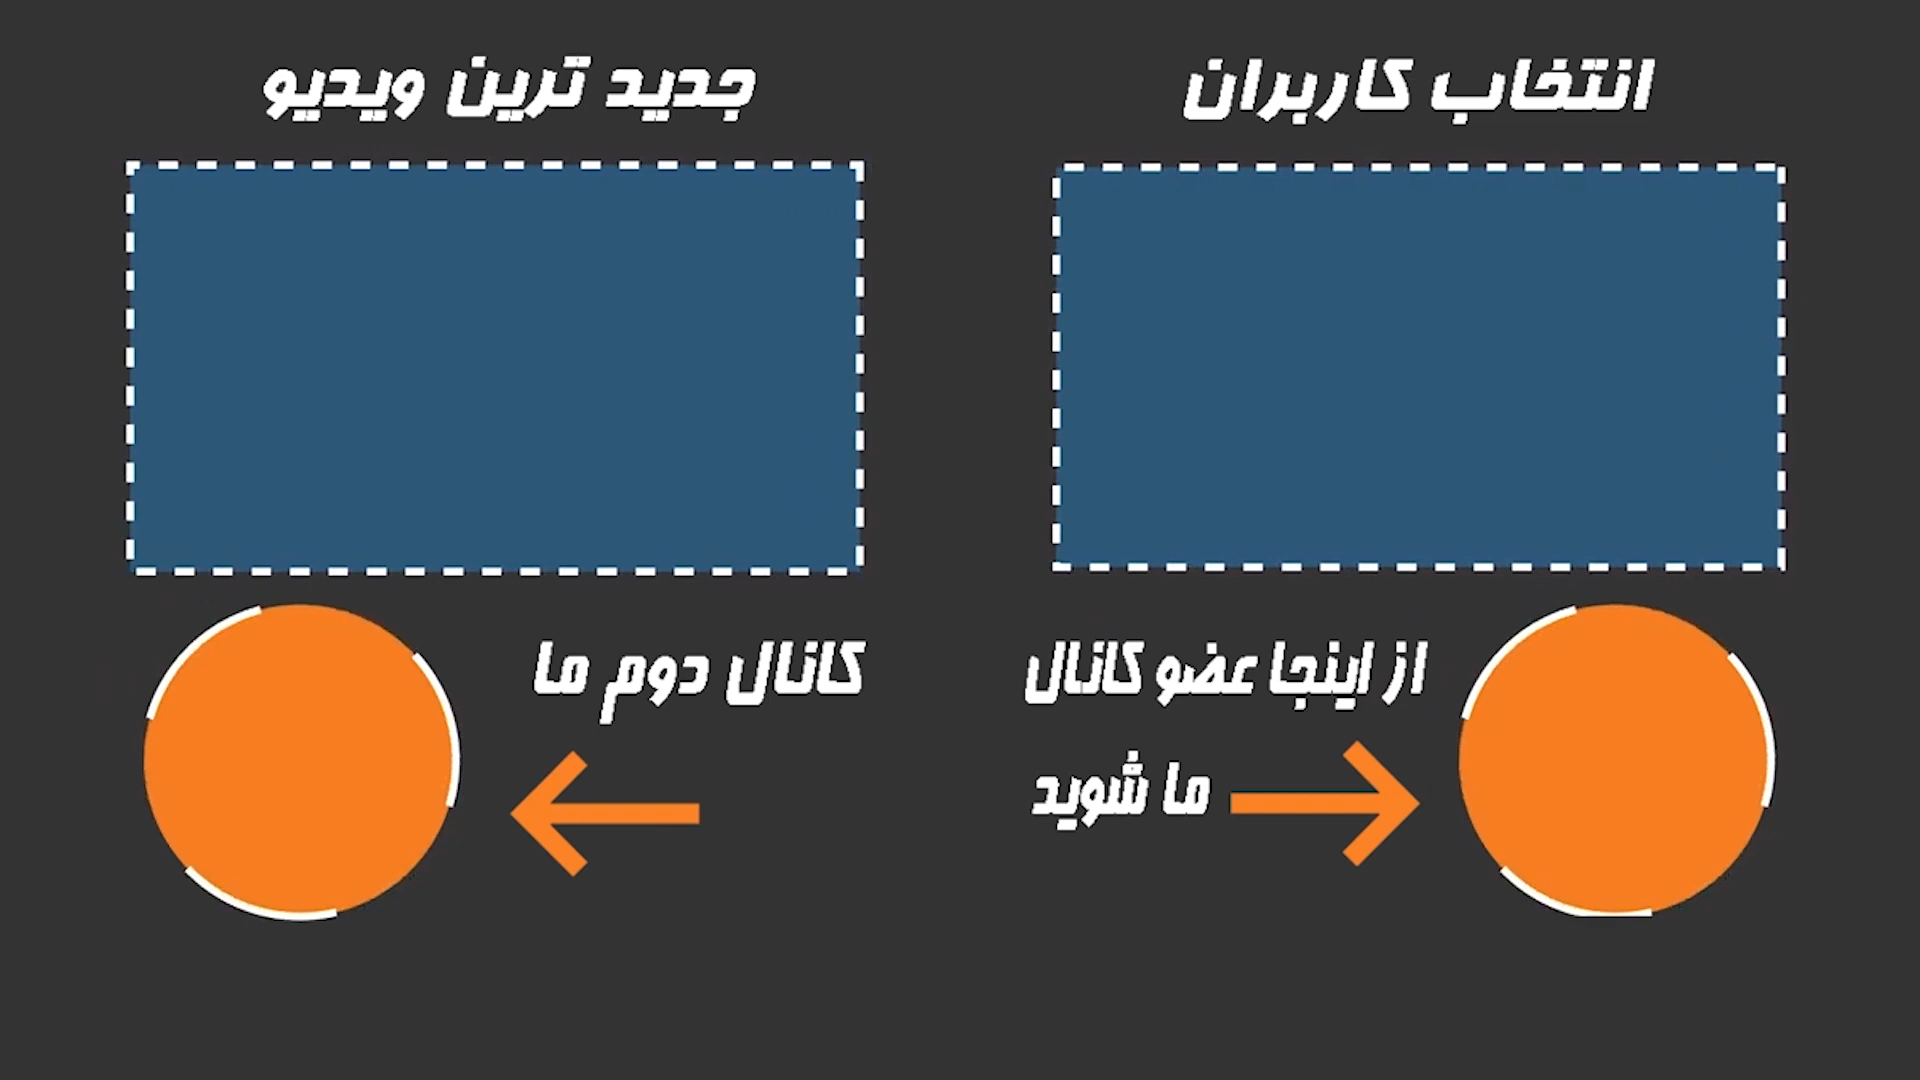 انتخاب کاربران
جدید ترین ویدیو
از اینجا عضو کانال
ما شوید
کانال دوم ما